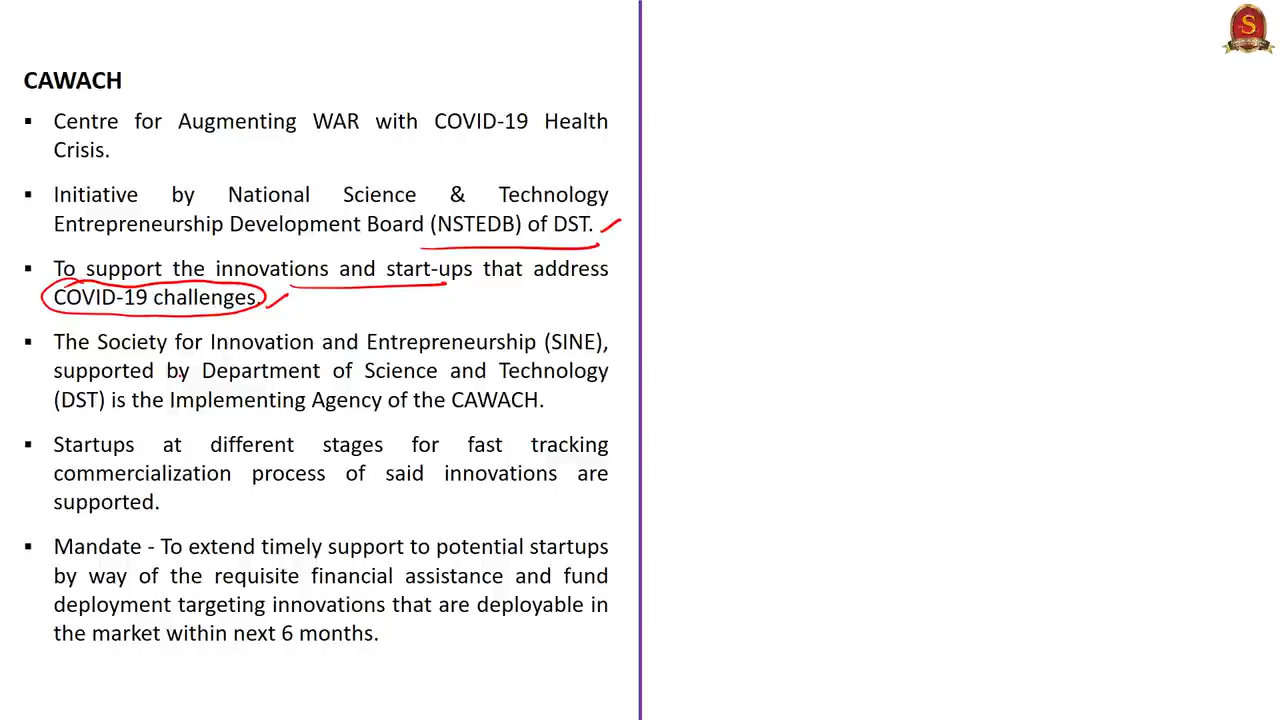 CAWACH
▪ Centre for Augmenting WAR with COVID-19 Health
Crisis.
▪ Initiative by National Science & Technology
Entrepreneurship Development Board (NSTEDB) of DST.
▪ To support the innovations and start-ups that address
COVID-19 challenges.
▪ The Society for Innovation and Entrepreneurship (SINE),
supported by Department of Science and Technology
(DST) is the Implementing Agency of the CAWACH.
▪ Startups at different stages for fast tracking
commercialization process of said innovations are
supported.
▪ Mandate - To extend timely support to potential startups
by way of the requisite financial assistance and fund
deployment targeting innovations that are deployable in
the market within next 6 months.
S